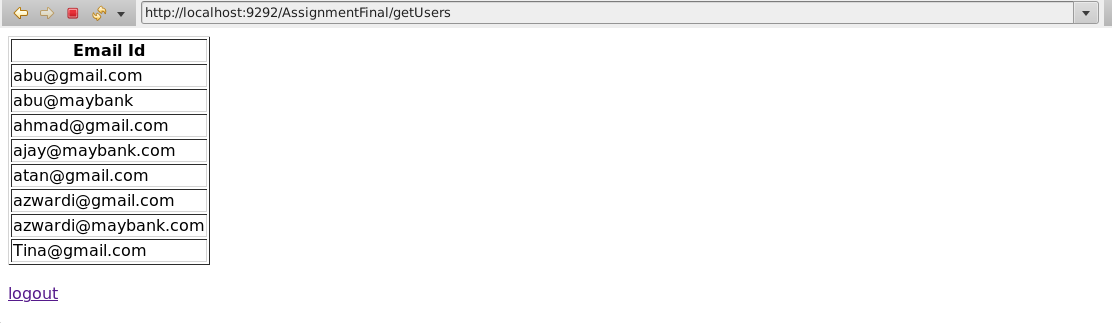 http://localhost:9292/AssignmentFinal/getUsers
Email Id
abu@gmail.com
abu@maybank
ahmad@gmail.com
ajay@maybank.com
atan@gmail.com
azwardi@gmail.com
azwardi@maybank.com
Tina@gmail.com
logout